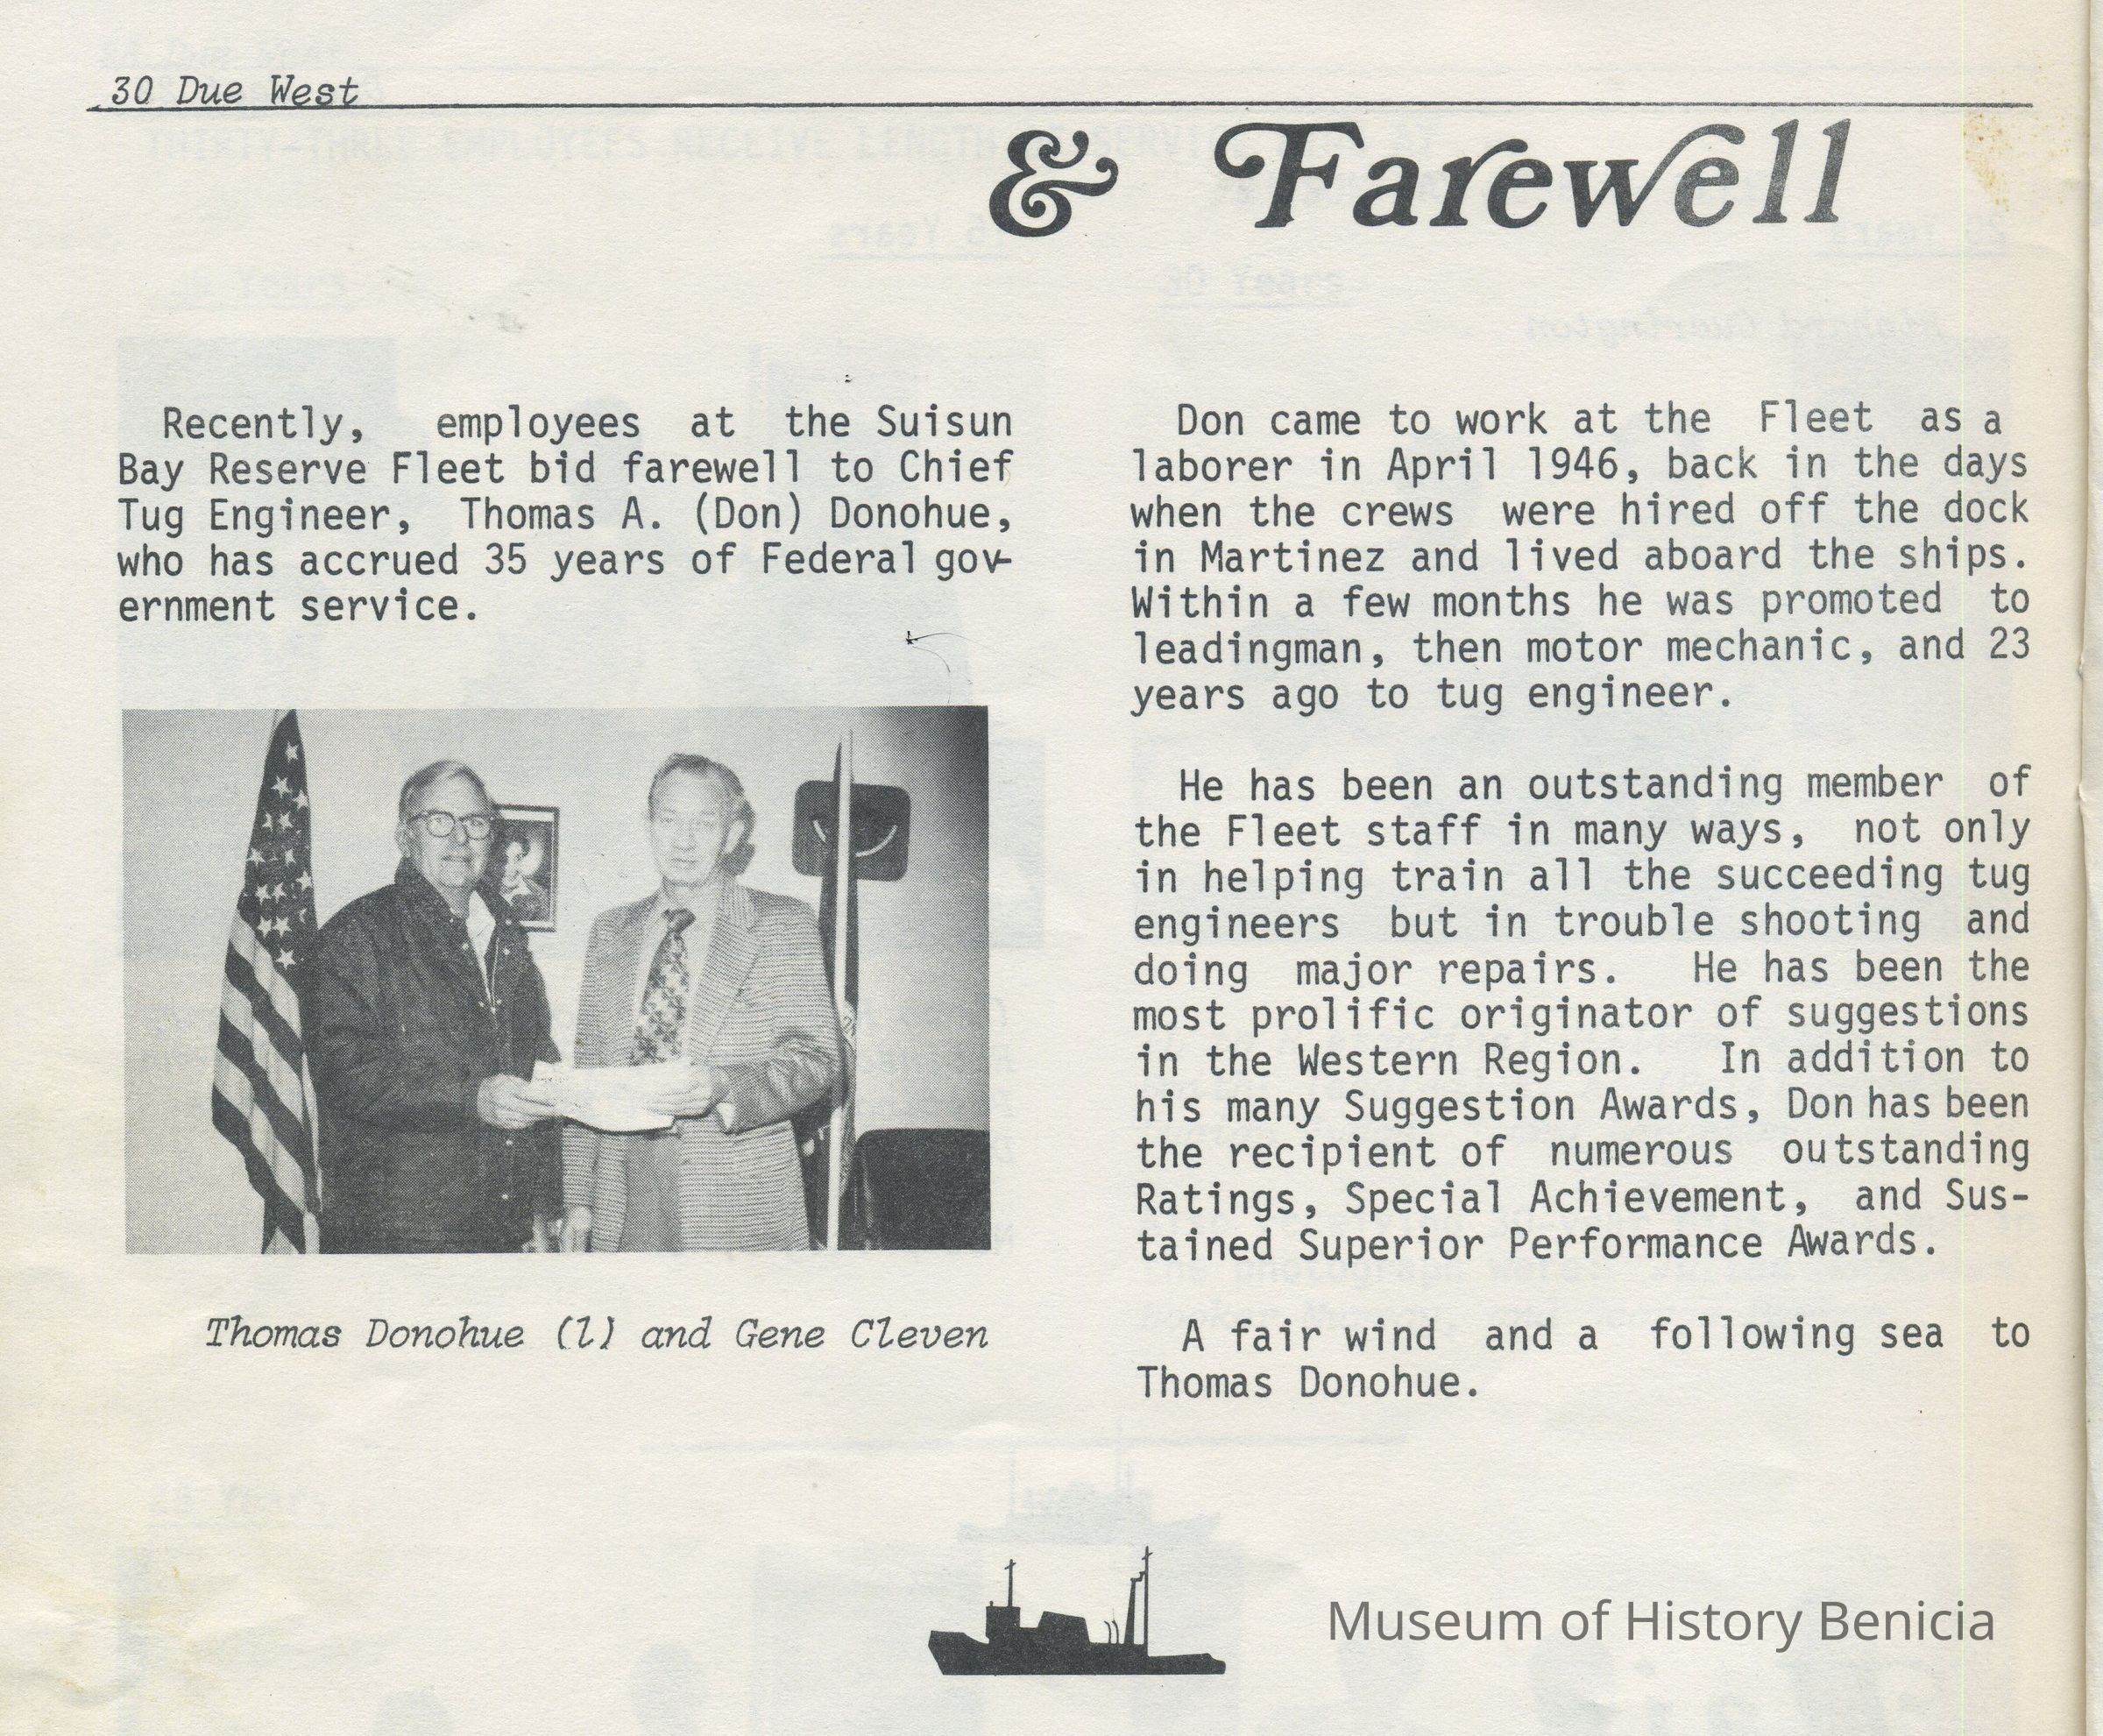 30 Due West
& Farewell
Recently, employees at the Suisun
Bay Reserve Fleet bid farewell to Chief
Tug Engineer, Thomas A. (Don) Donohue,
who has accrued 35 years of Federal gov-
ernment service.
Thomas Donohue (l) and Gene Cleven
Don came to work at the Fleet as a
laborer in April 1946, back in the days
when the crews were hired off the dock
in Martinez and lived aboard the ships.
Within a few months he was promoted to
leadingman, then motor mechanic, and 23
years ago to tug engineer.
He has been an outstanding member of
the Fleet staff in many ways, not only
in helping train all the succeeding tug
engineers but in trouble shooting and
doing major repairs. He has been the
most prolific originator of suggestions
in the Western Region. In addition to
his many Suggestion Awards, Don has been
the recipient of numerous outstanding
Ratings, Special Achievement, and Sus-
tained Superior Performance Awards.
A fair wind and a following sea to
Thomas Donohue.
Museum of History Benicia